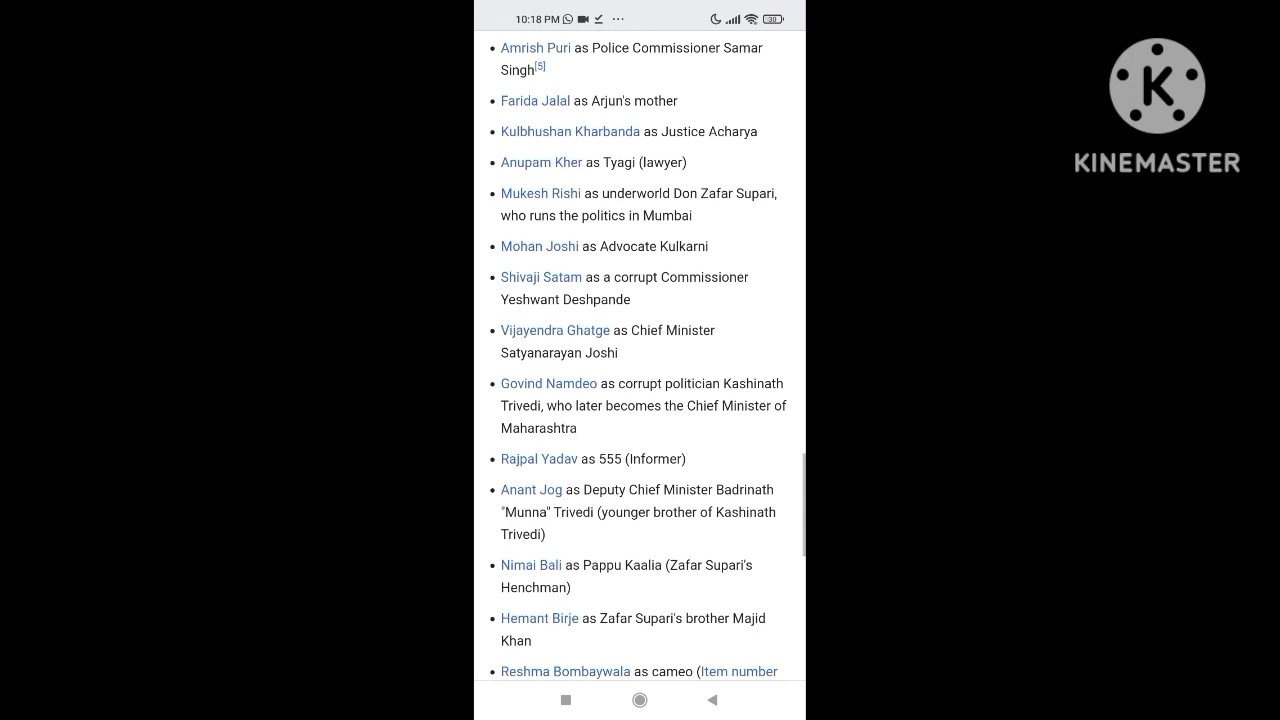 10:18 PM
30
Amrish Puri as Police Commissioner Samar
Singh[5]
Farida Jalal as Arjun's mother
Kulbhushan Kharbanda as Justice Acharya
Anupam Kher as Tyagi (lawyer)
Mukesh Rishi as underworld Don Zafar Supari,
who runs the politics in Mumbai
Mohan Joshi as Advocate Kulkarni
Shivaji Satam as a corrupt Commissioner
Yeshwant Deshpande
Vijayendra Ghatge as Chief Minister
Satyanarayan Joshi
Govind Namdeo as corrupt politician Kashinath
Trivedi, who later becomes the Chief Minister of
Maharashtra
Rajpal Yadav as 555 (Informer)
Anant Jog as Deputy Chief Minister Badrinath
"Munna" Trivedi (younger brother of Kashinath
Trivedi)
Nimai Bali as Pappu Kaalia (Zafar Supari's
Henchman)
Hemant Birje as Zafar Supari's brother Majid
Khan
Reshma Bombaywala as cameo (Item number
K
KINEMASTER